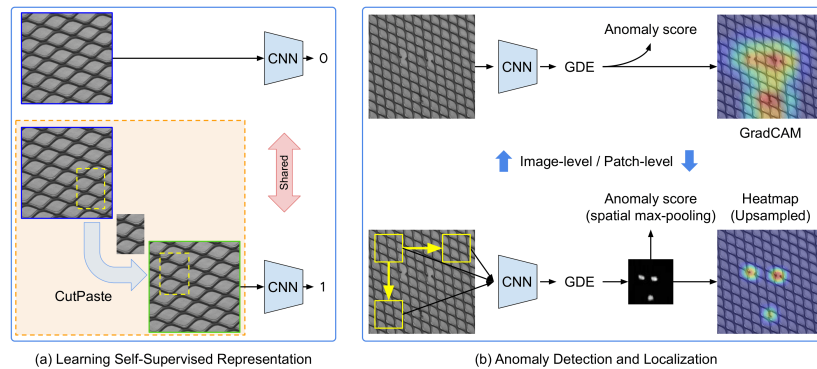 CNN
0
Shared
CutPaste
CNN
1
(a) Learning Self-Supervised Representation
Anomaly score
CNN
GDE
GradCAM
Image-level / Patch-level
Anomaly score
(spatial max-pooling)
Heatmap
(Upsampled)
CNN
GDE
(b) Anomaly Detection and Localization